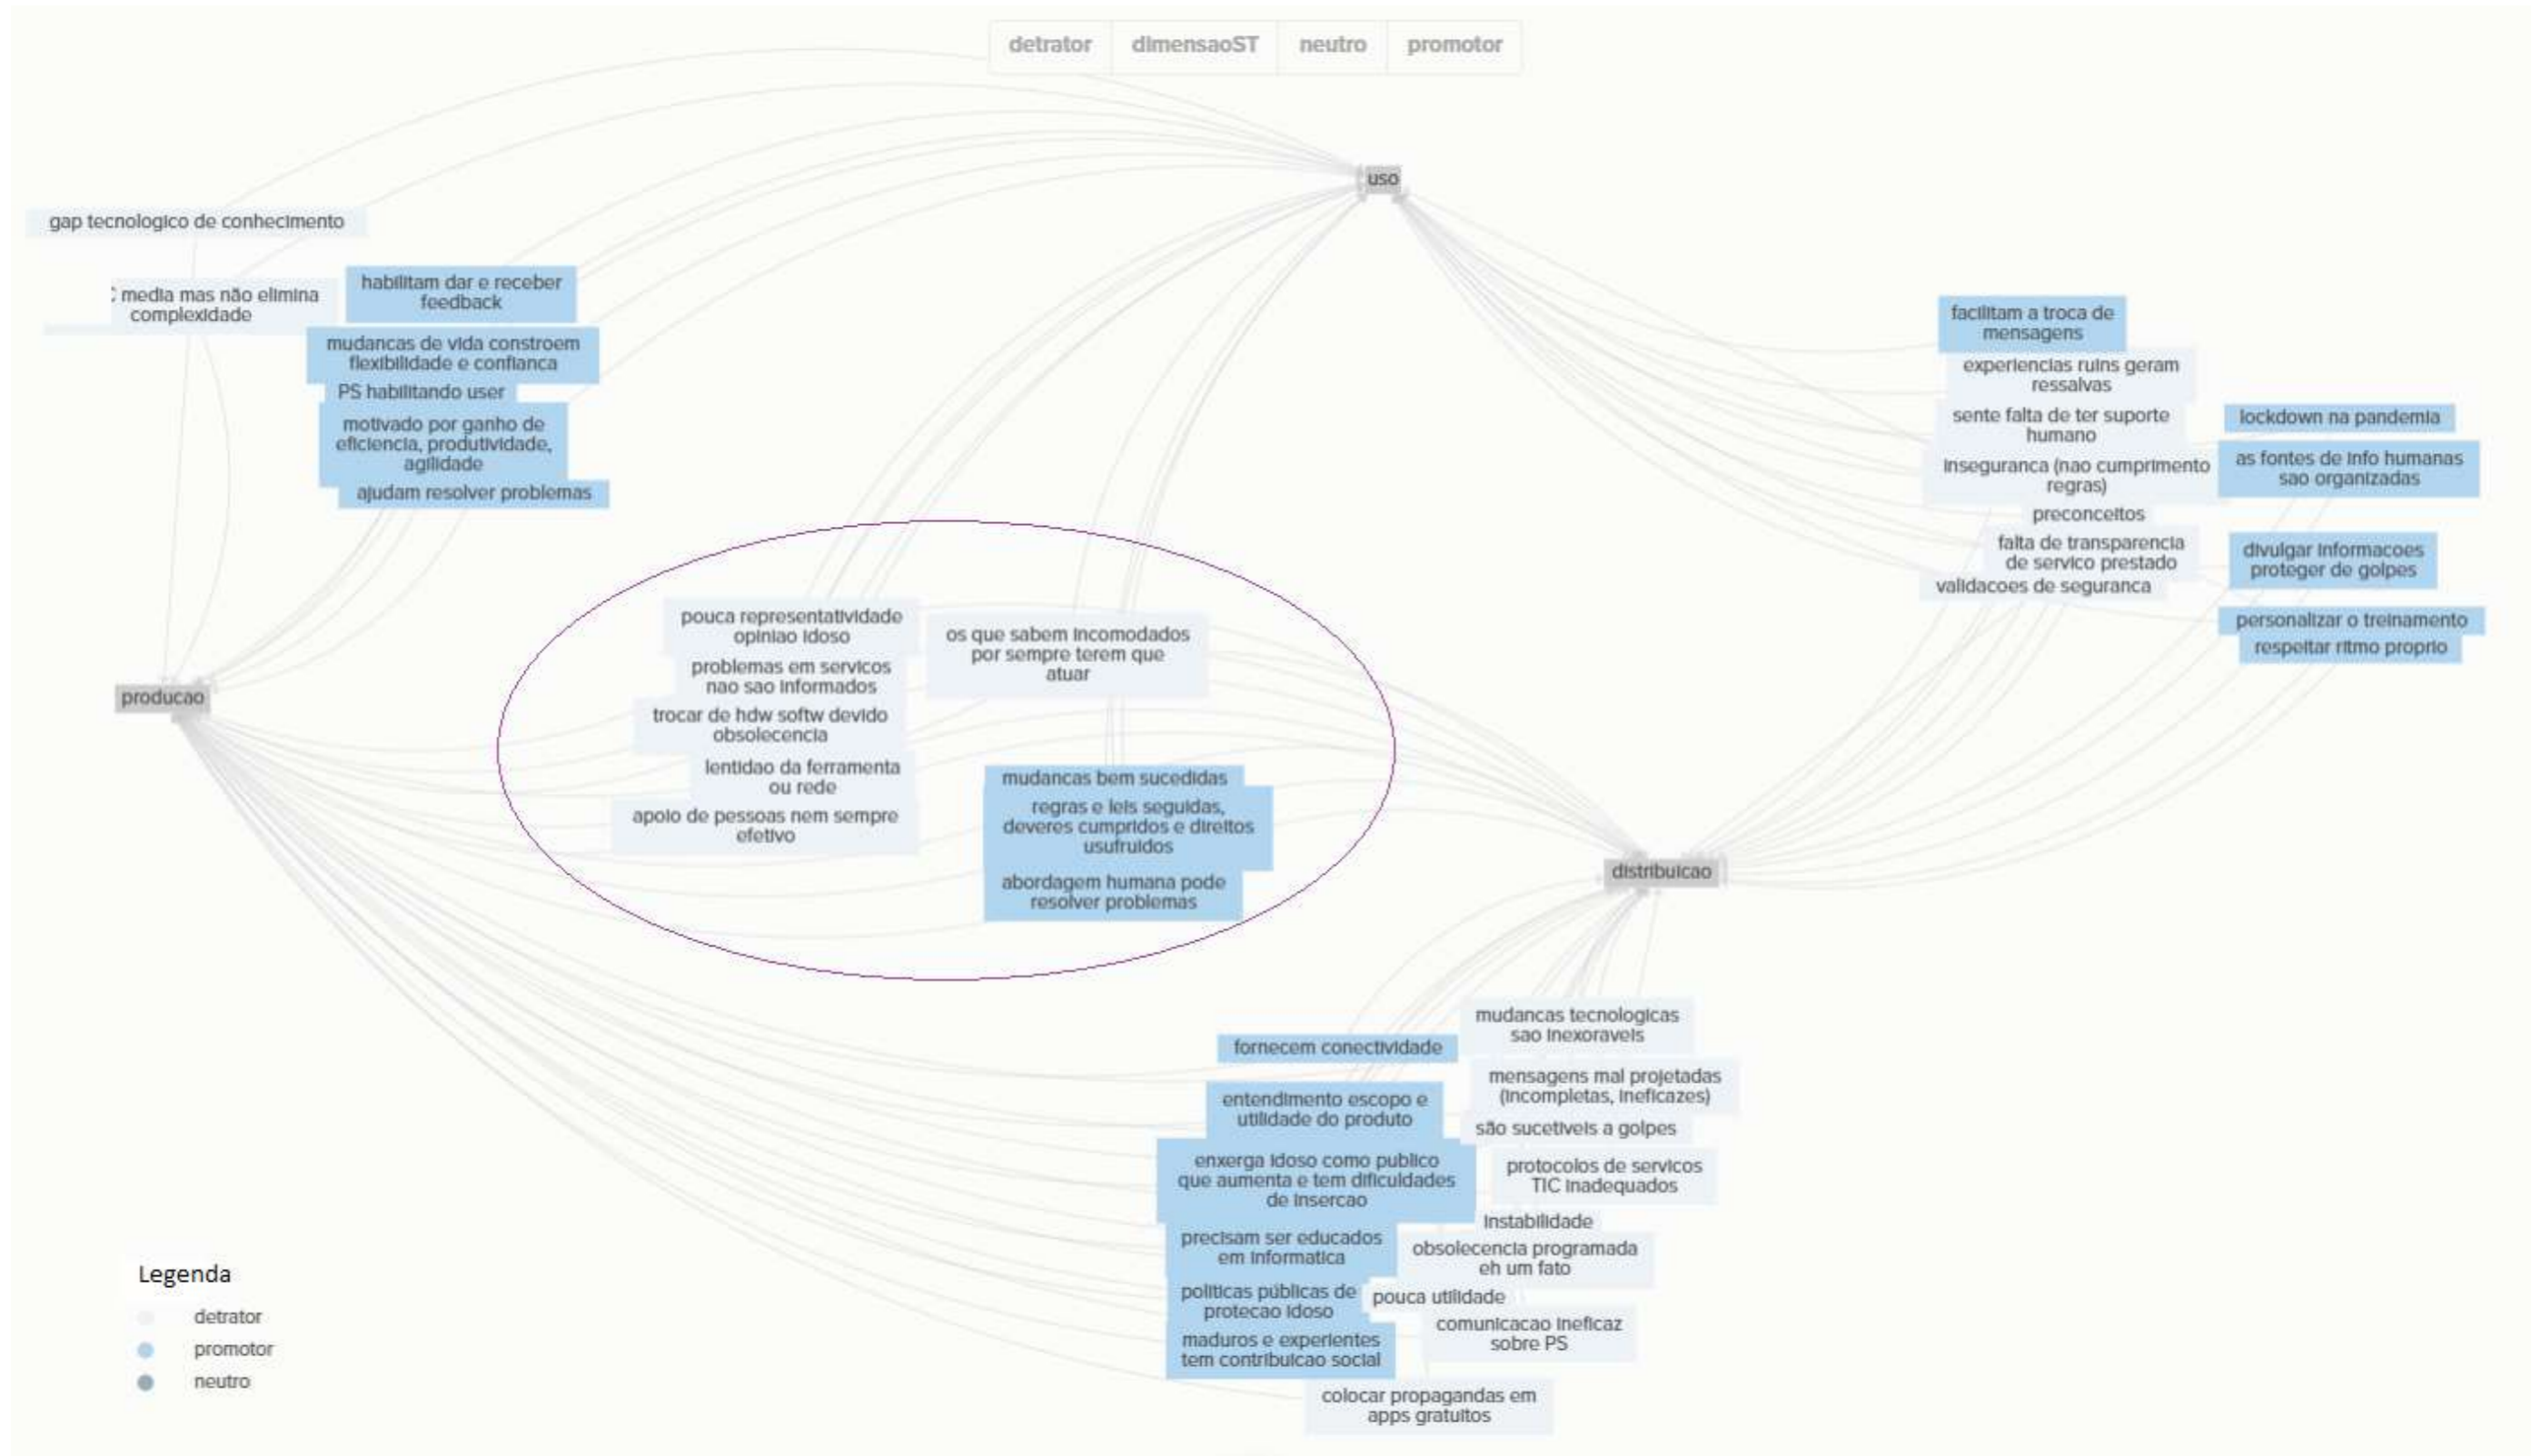 detrator dimensaoST neutro promotor
uso
gap tecnologico de conhecimento
media mas não elimina
complexidade
habilitam dar e receber
feedback
mudancas de vida constroem
flexibilidade e confianca
PS habilitando user
motivado por ganho de
eficiencia, produtividade,
agilidade
ajudam resolver problemas
facilitam a troca de
mensagens
experiencias ruins geram
ressalvas
sente falta de ter suporte
humano
inseguranca (nao cumprimento
regras)
preconceitos
falta de transparencia
de servico prestado
validacoes de seguranca
lockdown na pandemia
as fontes de info humanas
sao organizadas
divulgar informacoes
proteger de golpes
personalizar o treinamento
respeitar ritmo proprio
producao
pouca representatividade
opiniao idoso
problemas em servicos
nao sao informados
trocar de hdw softw devido
obsolecencia
lentidao da ferramenta
ou rede
apoio de pessoas nem sempre
efetivo
os que sabem incomodados
por sempre terem que
atuar
mudancas bem sucedidas
regras e leis seguidas,
deveres cumpridos e direitos
usufruidos
abordagem humana pode
resolver problemas
distribuicao
fornecem conectividade
entendimento escopo e
utilidade do produto
enxerga idoso como publico
que aumenta e tem dificuldades
de insercao
precisam ser educados
em informatica
politicas públicas de
protecao idoso
maduros e experientes
tem contribuicao social
mudancas tecnologicas
sao inexoraveis
mensagens mal projetadas
(incompletas, ineficazes)
são sucetiveis a golpes
protocolos de servicos
TIC inadequados
instabilidade
obsolecencia programada
eh um fato
pouca utilidade
comunicacao ineficaz
sobre PS
colocar propagandas em
apps gratuitos
Legenda
detrator
promotor
neutro